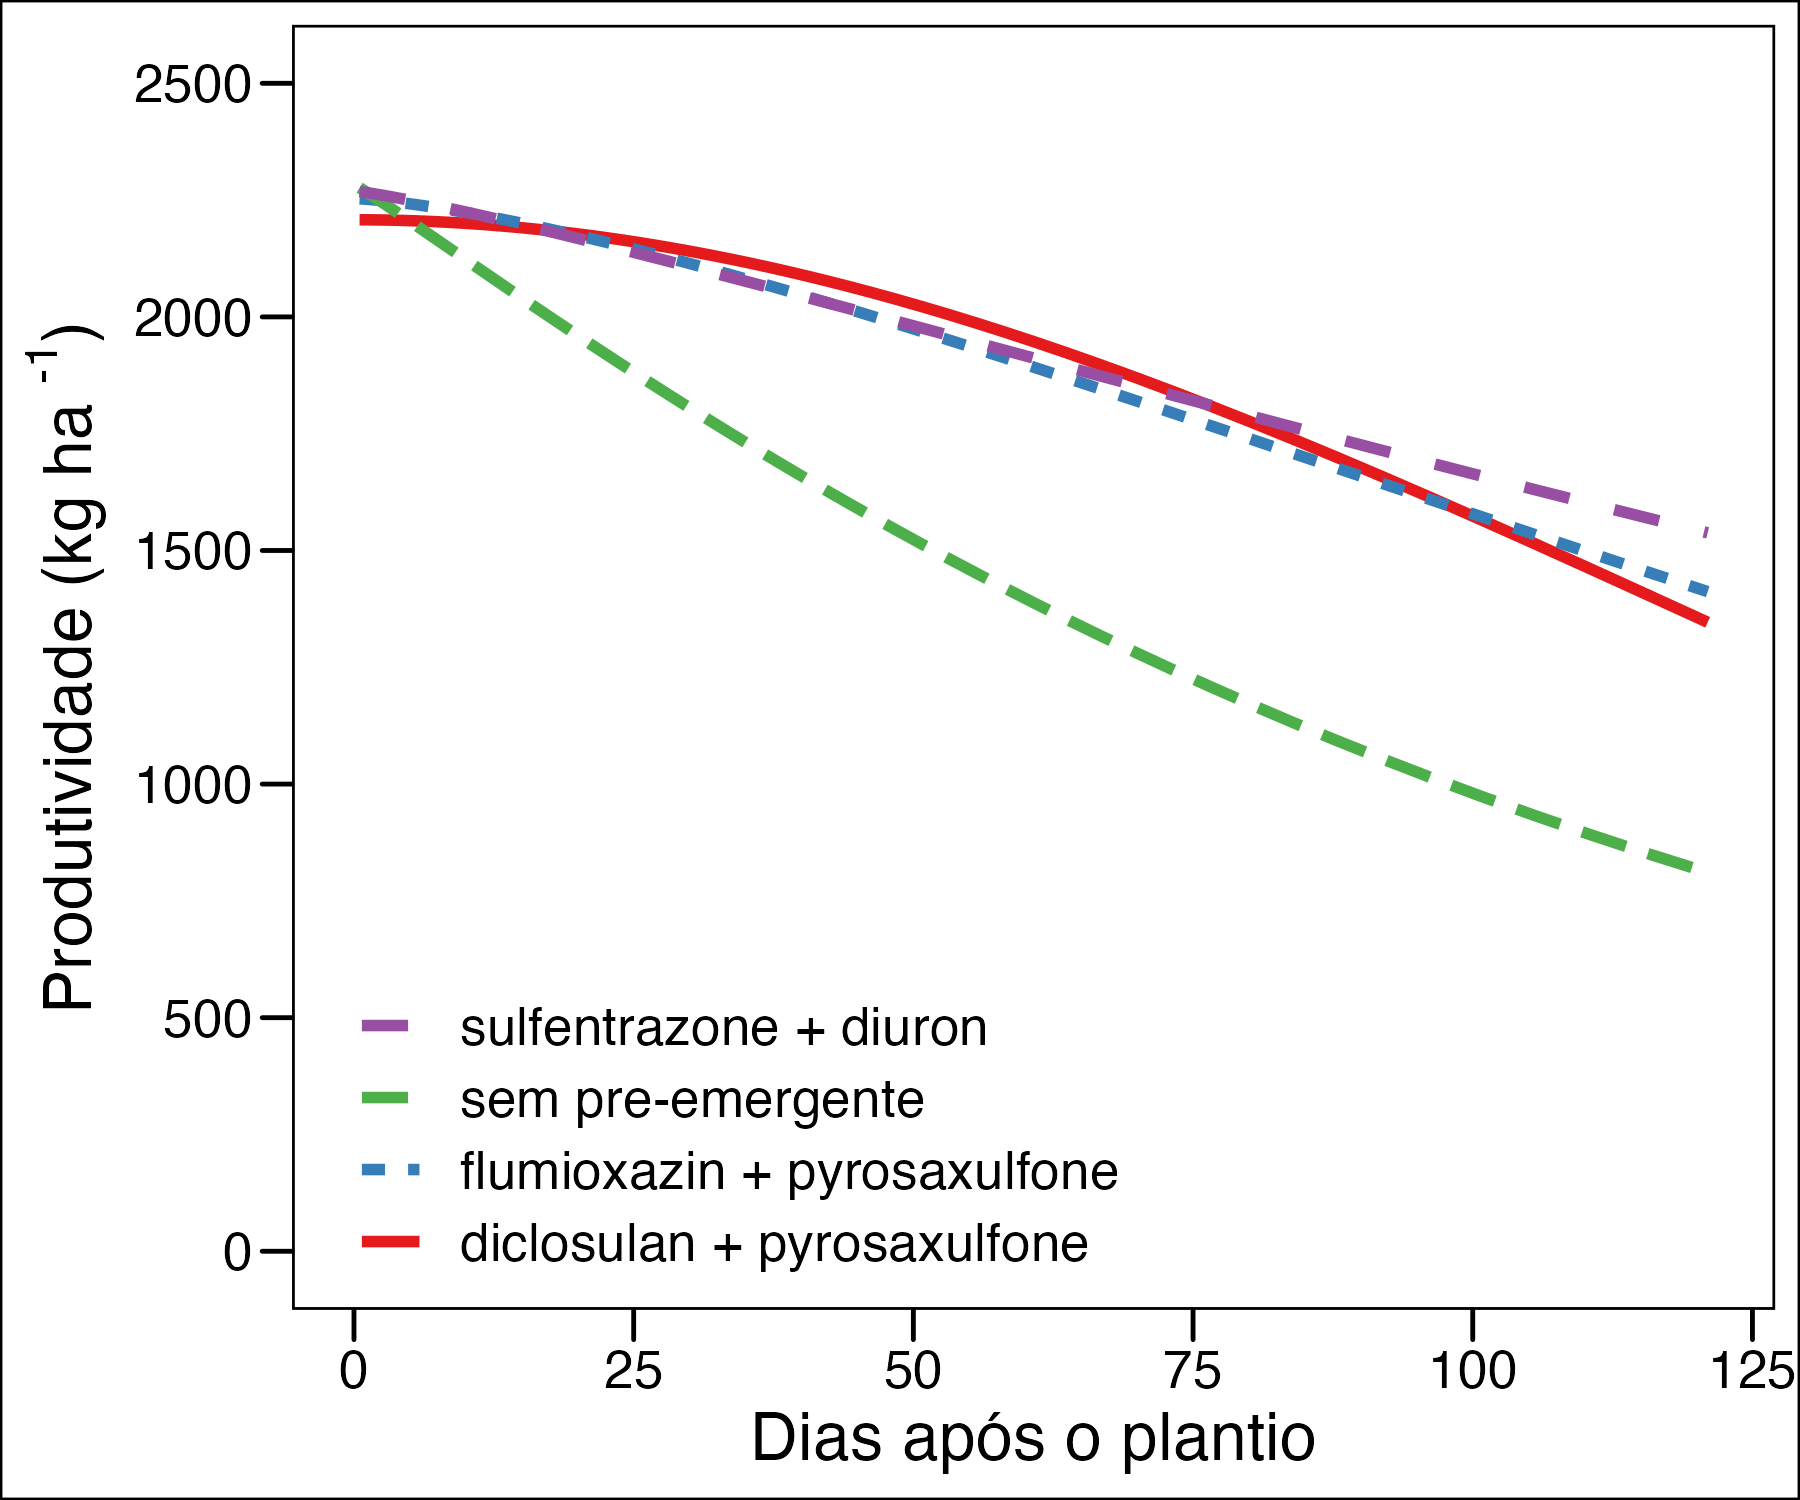 2500
2000
1500
1000
500
0
Produtividade (kg ha -1)
sulfentrazone + diuron
sem pre-emergente
flumioxazin + pyrosaxulfone
diclosulan + pyrosaxulfone
0 25 50 75 100 125
Dias após o plantio